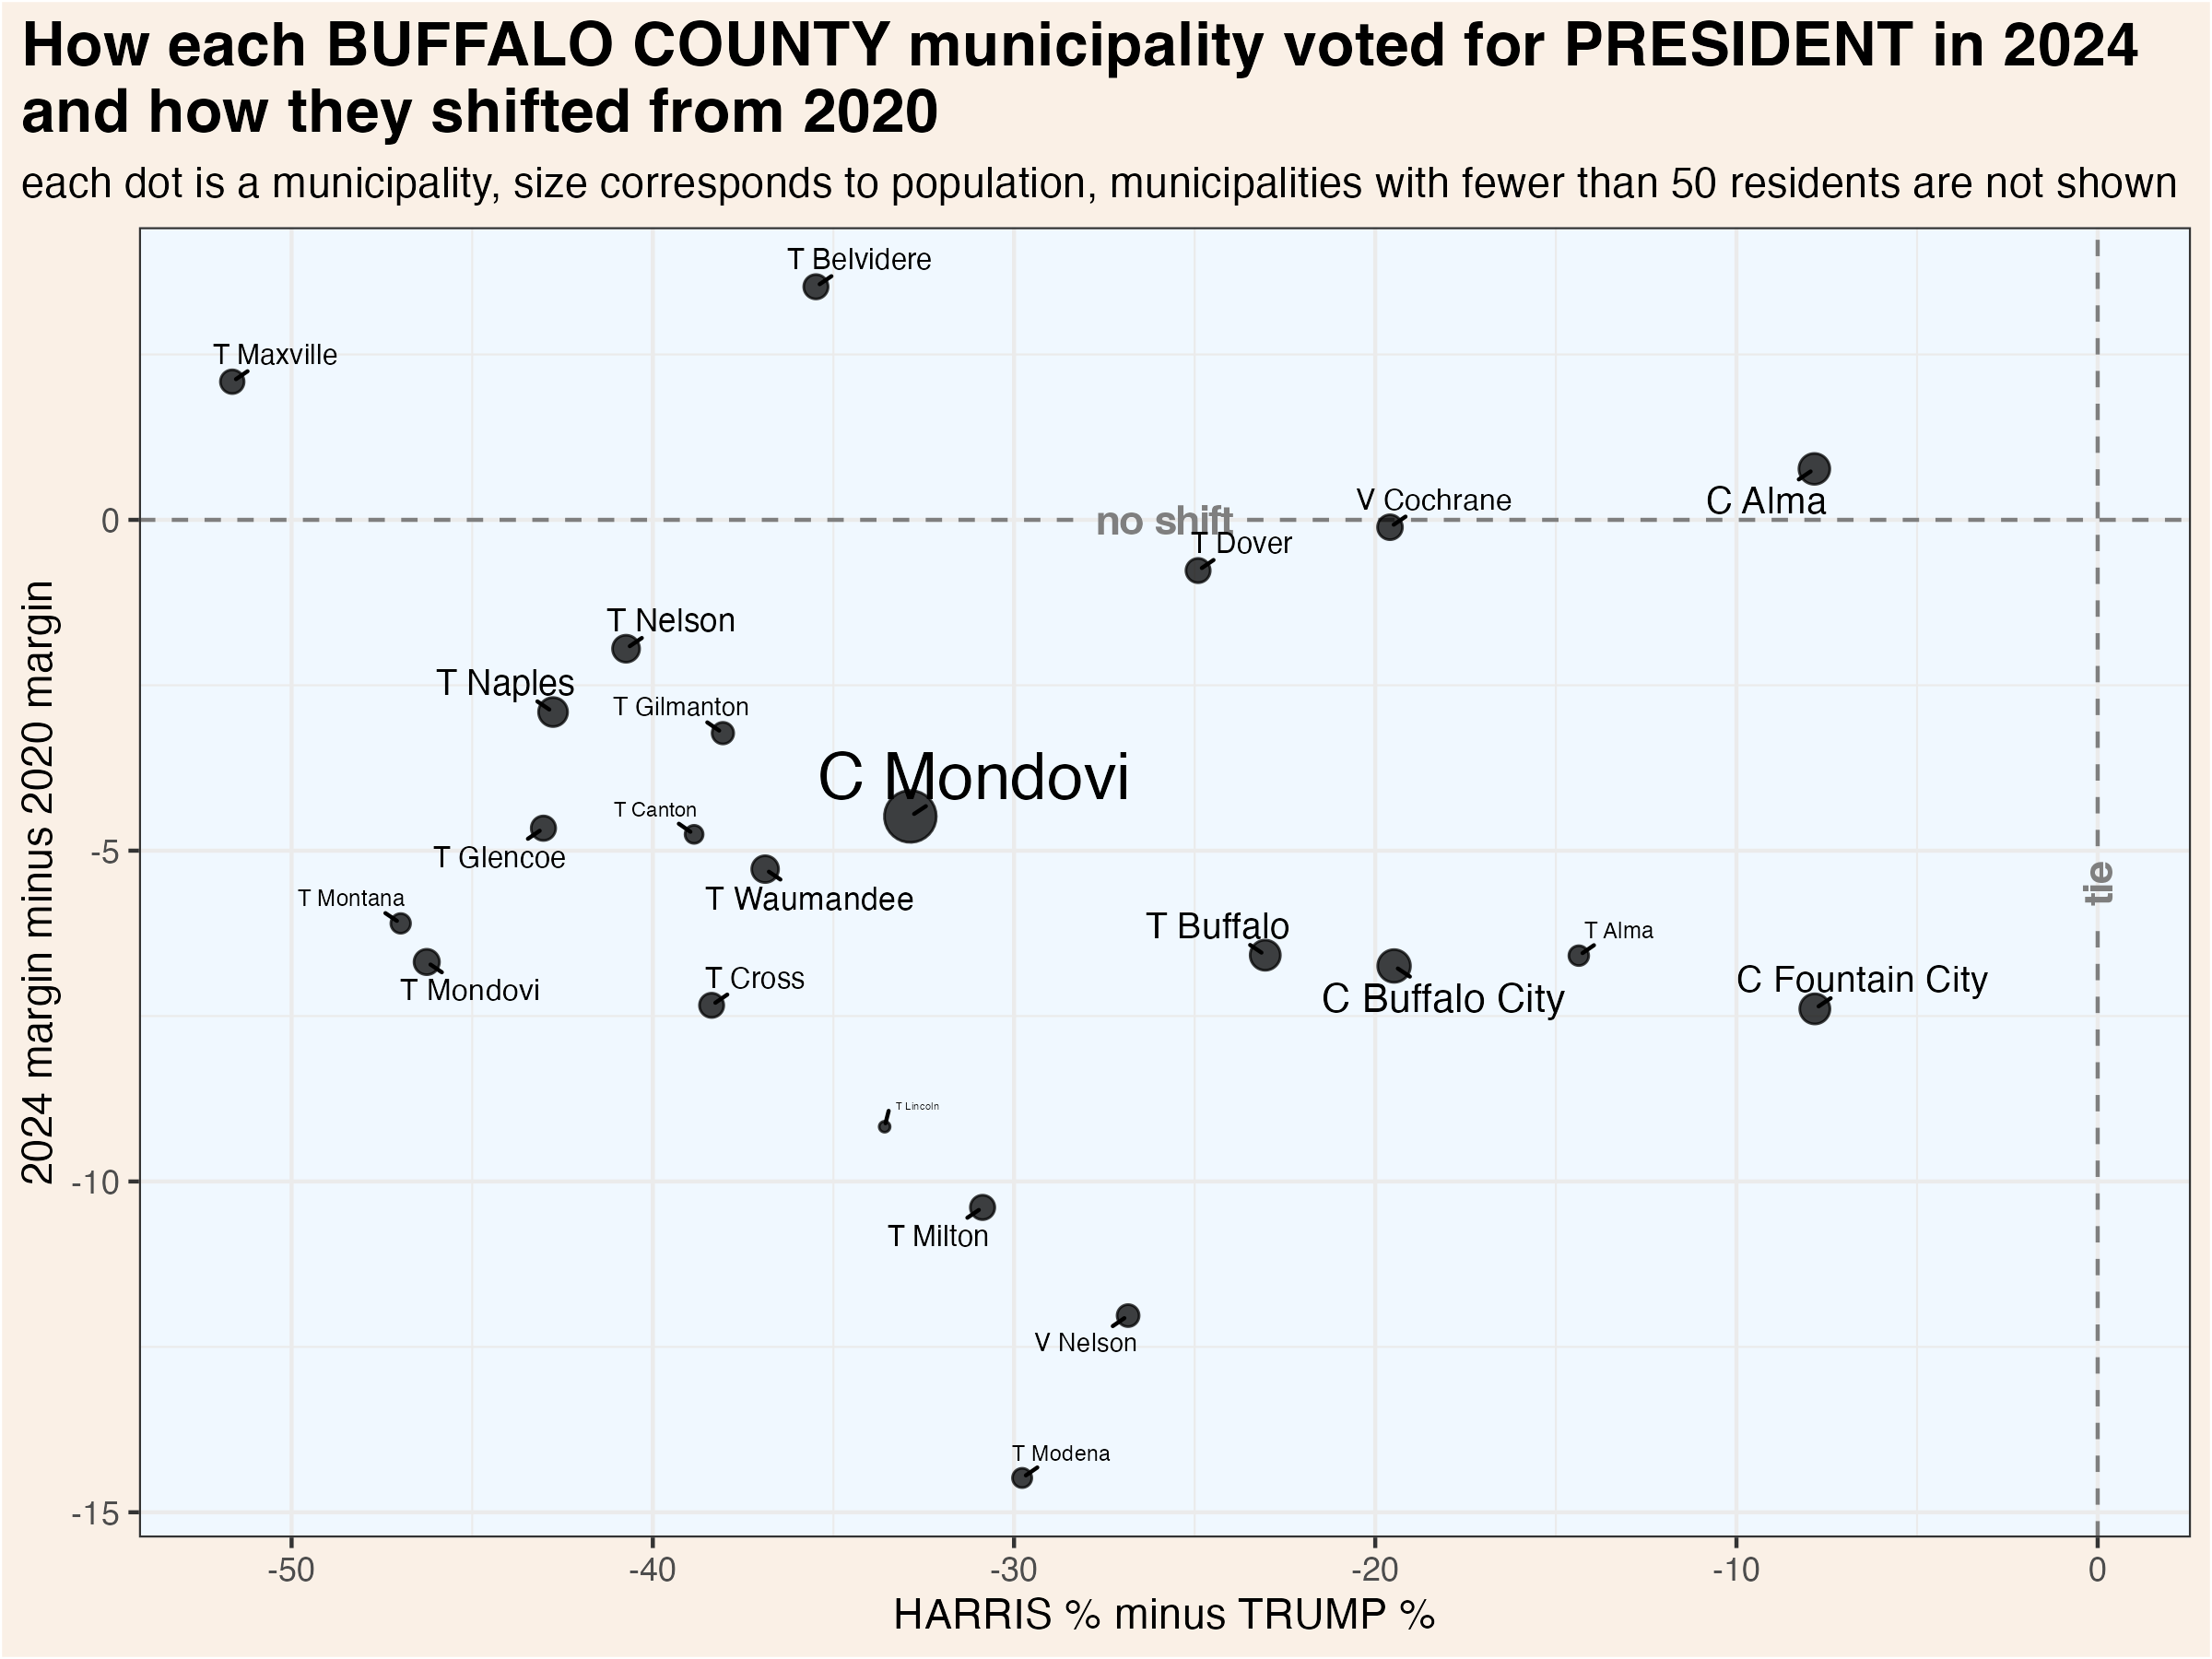 How each BUFFALO COUNTY municipality voted for PRESIDENT in 2024
and how they shifted from 2020
each dot is a municipality, size corresponds to population, municipalities with fewer than 50 residents are not shown
T Belvidere
T Maxville
V Cochrane
C Alma
0
no shift
T Dover
T Nelson
T Naples
T Gilmanton
C Mondovi
T Canton
-5
T Glencoe
tie
T Montana
T Waumandee
T Buffalo
T Alma
T Cross
C Fountain City
T Mondovi
C Buffalo City
2024 margin minus 2020 margin
T Lincoln
-10
T Milton
V Nelson
T Modena
-15
-50
-40
-30
-20
-10
0
HARRIS % minus TRUMP %